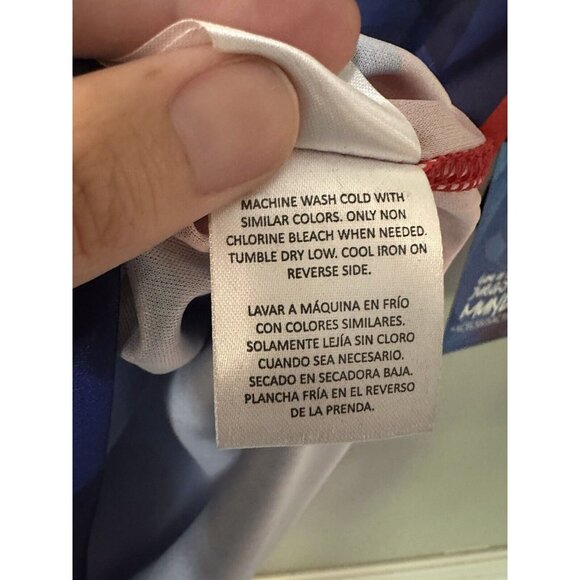 MACHINE WASH COLD WITH
SIMILAR COLORS. ONLY NON
CHLORINE BLEACH WHEN NEEDED.
TUMBLE DRY LOW. COOL IRON ON
REVERSE SIDE.
LAVAR A MÁQUINA EN FRÍO
CON COLORES SIMILARES.
SOLAMENTE LEJÍA SIN CLORO
CUANDO SEA NECESARIO.
SECADO EN SECADORA BAJA.
PLANCHA FRÍA EN EL REVERSO
DE LA PRENDA.